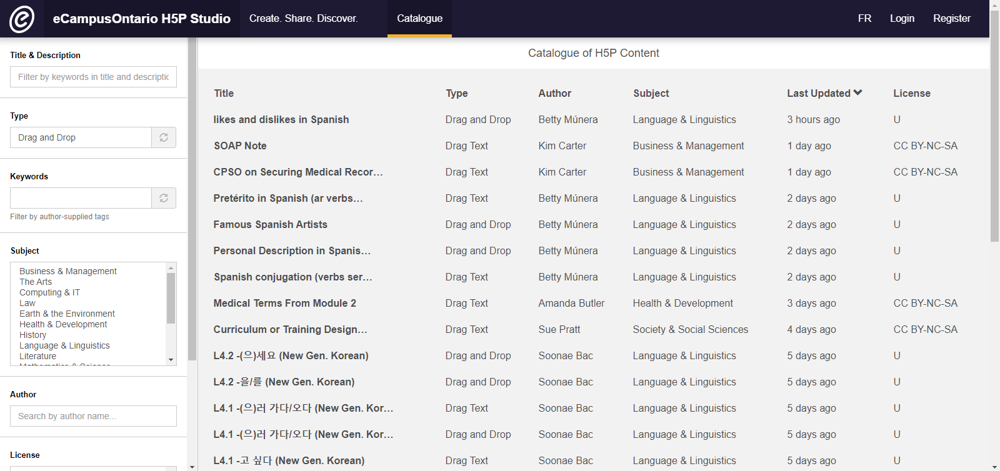 eCampusOntario H5P Studio Create. Share. Discover. Catalogue FR Login Register
Title & Description
Filter by keywords in title and descriptic
Type
Drag and Drop
Keywords
Filter by author-supplied tags
Subject
Business & Management
The Arts
Computing & IT
Law
Earth & the Environment
Health & Development
History
Language & Linguistics
Literature
Mathematics & Science
Author
Search by author name...
License
Catalogue of H5P Content
Title Type Author Subject Last Updated License
likes and dislikes in Spanish Drag and Drop Betty Múnera Language & Linguistics 3 hours ago U
SOAP Note Drag Text Kim Carter Business & Management 1 day ago CC BY-NC-SA
CPSO on Securing Medical Recor... Drag Text Kim Carter Business & Management 1 day ago CC BY-NC-SA
Pretérito in Spanish (ar verbs... Drag Text Betty Múnera Language & Linguistics 2 days ago U
Famous Spanish Artists Drag and Drop Betty Múnera Language & Linguistics 2 days ago U
Personal Description in Spanis... Drag and Drop Betty Múnera Language & Linguistics 2 days ago U
Spanish conjugation (verbs ser... Drag Text Betty Múnera Language & Linguistics 2 days ago U
Medical Terms From Module 2 Drag Text Amanda Butler Health & Development 3 days ago CC BY-NC-SA
Curriculum or Training Design... Drag Text Sue Pratt Society & Social Sciences 4 days ago CC BY-NC-SA
L4.2 -(으)세요 (New Gen. Korean) Drag and Drop Soonae Bac Language & Linguistics 5 days ago U
L4.2 -을/를 (New Gen. Korean) Drag and Drop Soonae Bac Language & Linguistics 5 days ago U
L4.1 -(으)러 가다/오다 (New Gen. Kor... Drag Text Soonae Bac Language & Linguistics 5 days ago U
L4.1 -(으)러 가다/오다 (New Gen. Kor... Drag and Drop Soonae Bac Language & Linguistics 5 days ago U
L4.1 -고 싶다 (New Gen. Korean) Drag Text Soonae Bac Language & Linguistics 5 days ago U